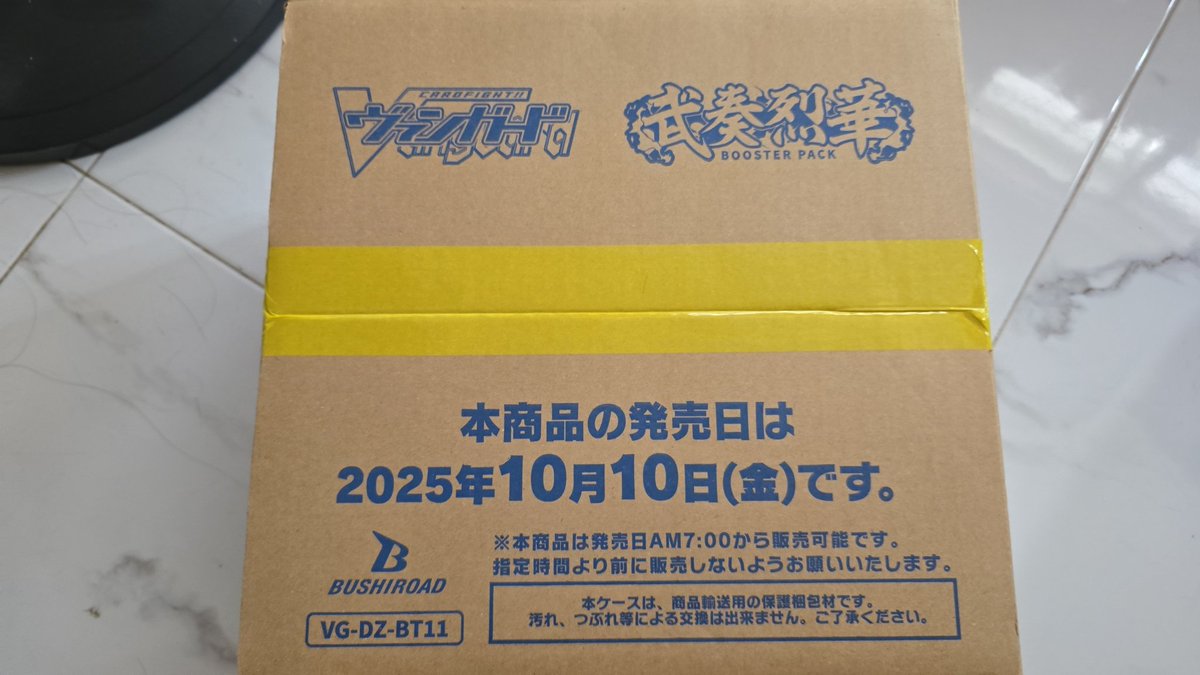 CARDFIGHT!!
ヴァンガード
武奏烈華
BOOSTER PACK
本商品の発売日は
2025年10月10日(金)です。
※本商品は発売日AM7:00から販売可能です。
指定時間より前に販売しないようお願いいたします。
BUSHIROAD
VG-DZ-BT11
本ケースは、商品輸送用の保護梱包材です。
汚れ、つぶれ等による交換は出来ません。ご了承ください。